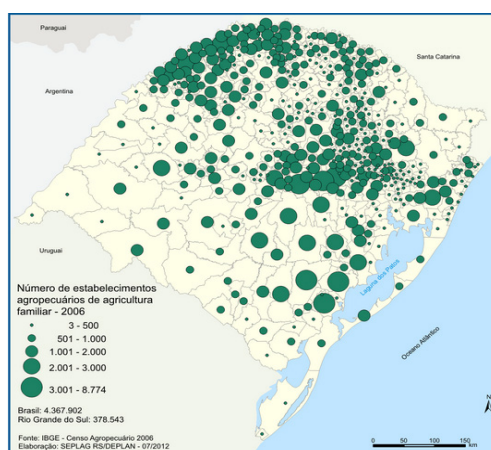 Paraguai
Santa Catarina
Argentina
Uruguai
Laguna dos Patos
Oceano Atlântico
Número de estabelecimentos
agropecuários de agricultura
familiar - 2006
3 - 500
501 - 1.000
1.001 - 2.000
2.001 - 3.000
3.001 - 8.774
Brasil: 4.367.902
Rio Grande do Sul: 378.543
Fonte: IBGE - Censo Agropecuário 2006
Elaboração: SEPLAG RS/DEPLAN - 07/2012
N
0 50 100 150
km